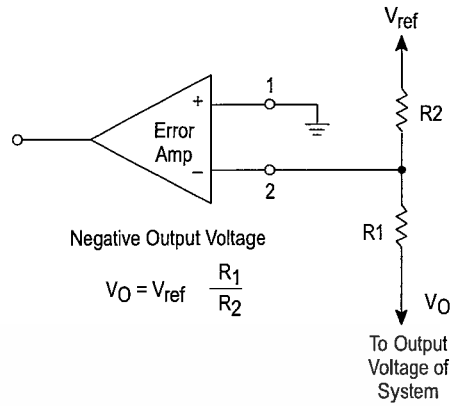 Vref
R2
1
+
Error
Amp
–
2
R1
Negative Output Voltage
VO = Vref R1
R2
VO
To Output
Voltage of
System